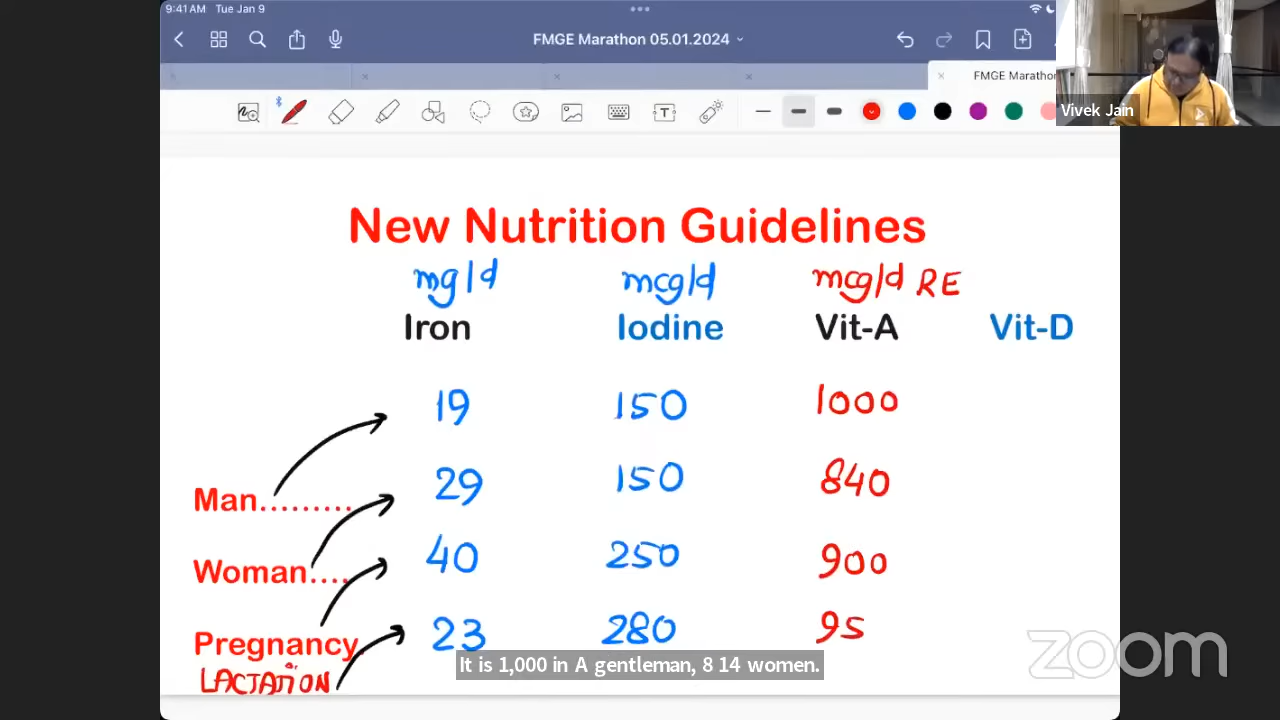 9:41 AM Tue Jan 9
FMGE Marathon 05.01.2024
FMGE Marathon
Vivek Jain
New Nutrition Guidelines
mg/d mcg/d mcg/d RE
Iron Iodine Vit-A Vit-D
19 150 1000
Man.........
29 150 840
Woman....
40 250 900
Pregnancy
23 280 95
LACTATION
It is 1,000 in A gentleman, 8 14 women.
zoom